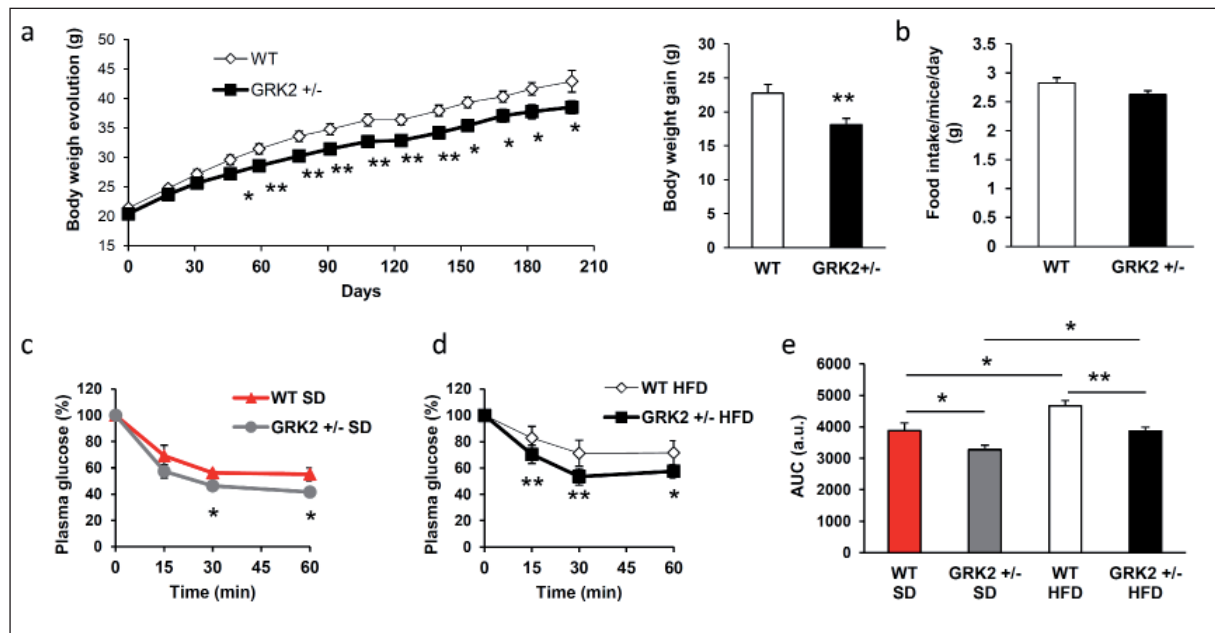 a
Body weigh evolution (g)
50
45
40
35
30
25
20
15
0 30 60 90 120 150 180 210
Days
WT
GRK2 +/-
* ** ** ** ** ** ** * * * *
Body weight gain (g)
30
25
20
15
10
5
0
**
WT GRK2+/-
b
Food intake/mice/day
(g)
3.5
3
2.5
2
1.5
1
0.5
0
WT GRK2 +/-
c
Plasma glucose (%)
120
100
80
60
40
20
0
0 15 30 45 60
Time (min)
WT SD
GRK2 +/- SD
* *
d
Plasma glucose (%)
120
100
80
60
40
20
0
0 15 30 45 60
Time (min)
WT HFD
GRK2 +/- HFD
** ** *
e
AUC (a.u.)
6000
5000
4000
3000
2000
1000
0
*
*
* **
WT GRK2 +/- WT GRK2 +/-
SD SD HFD HFD